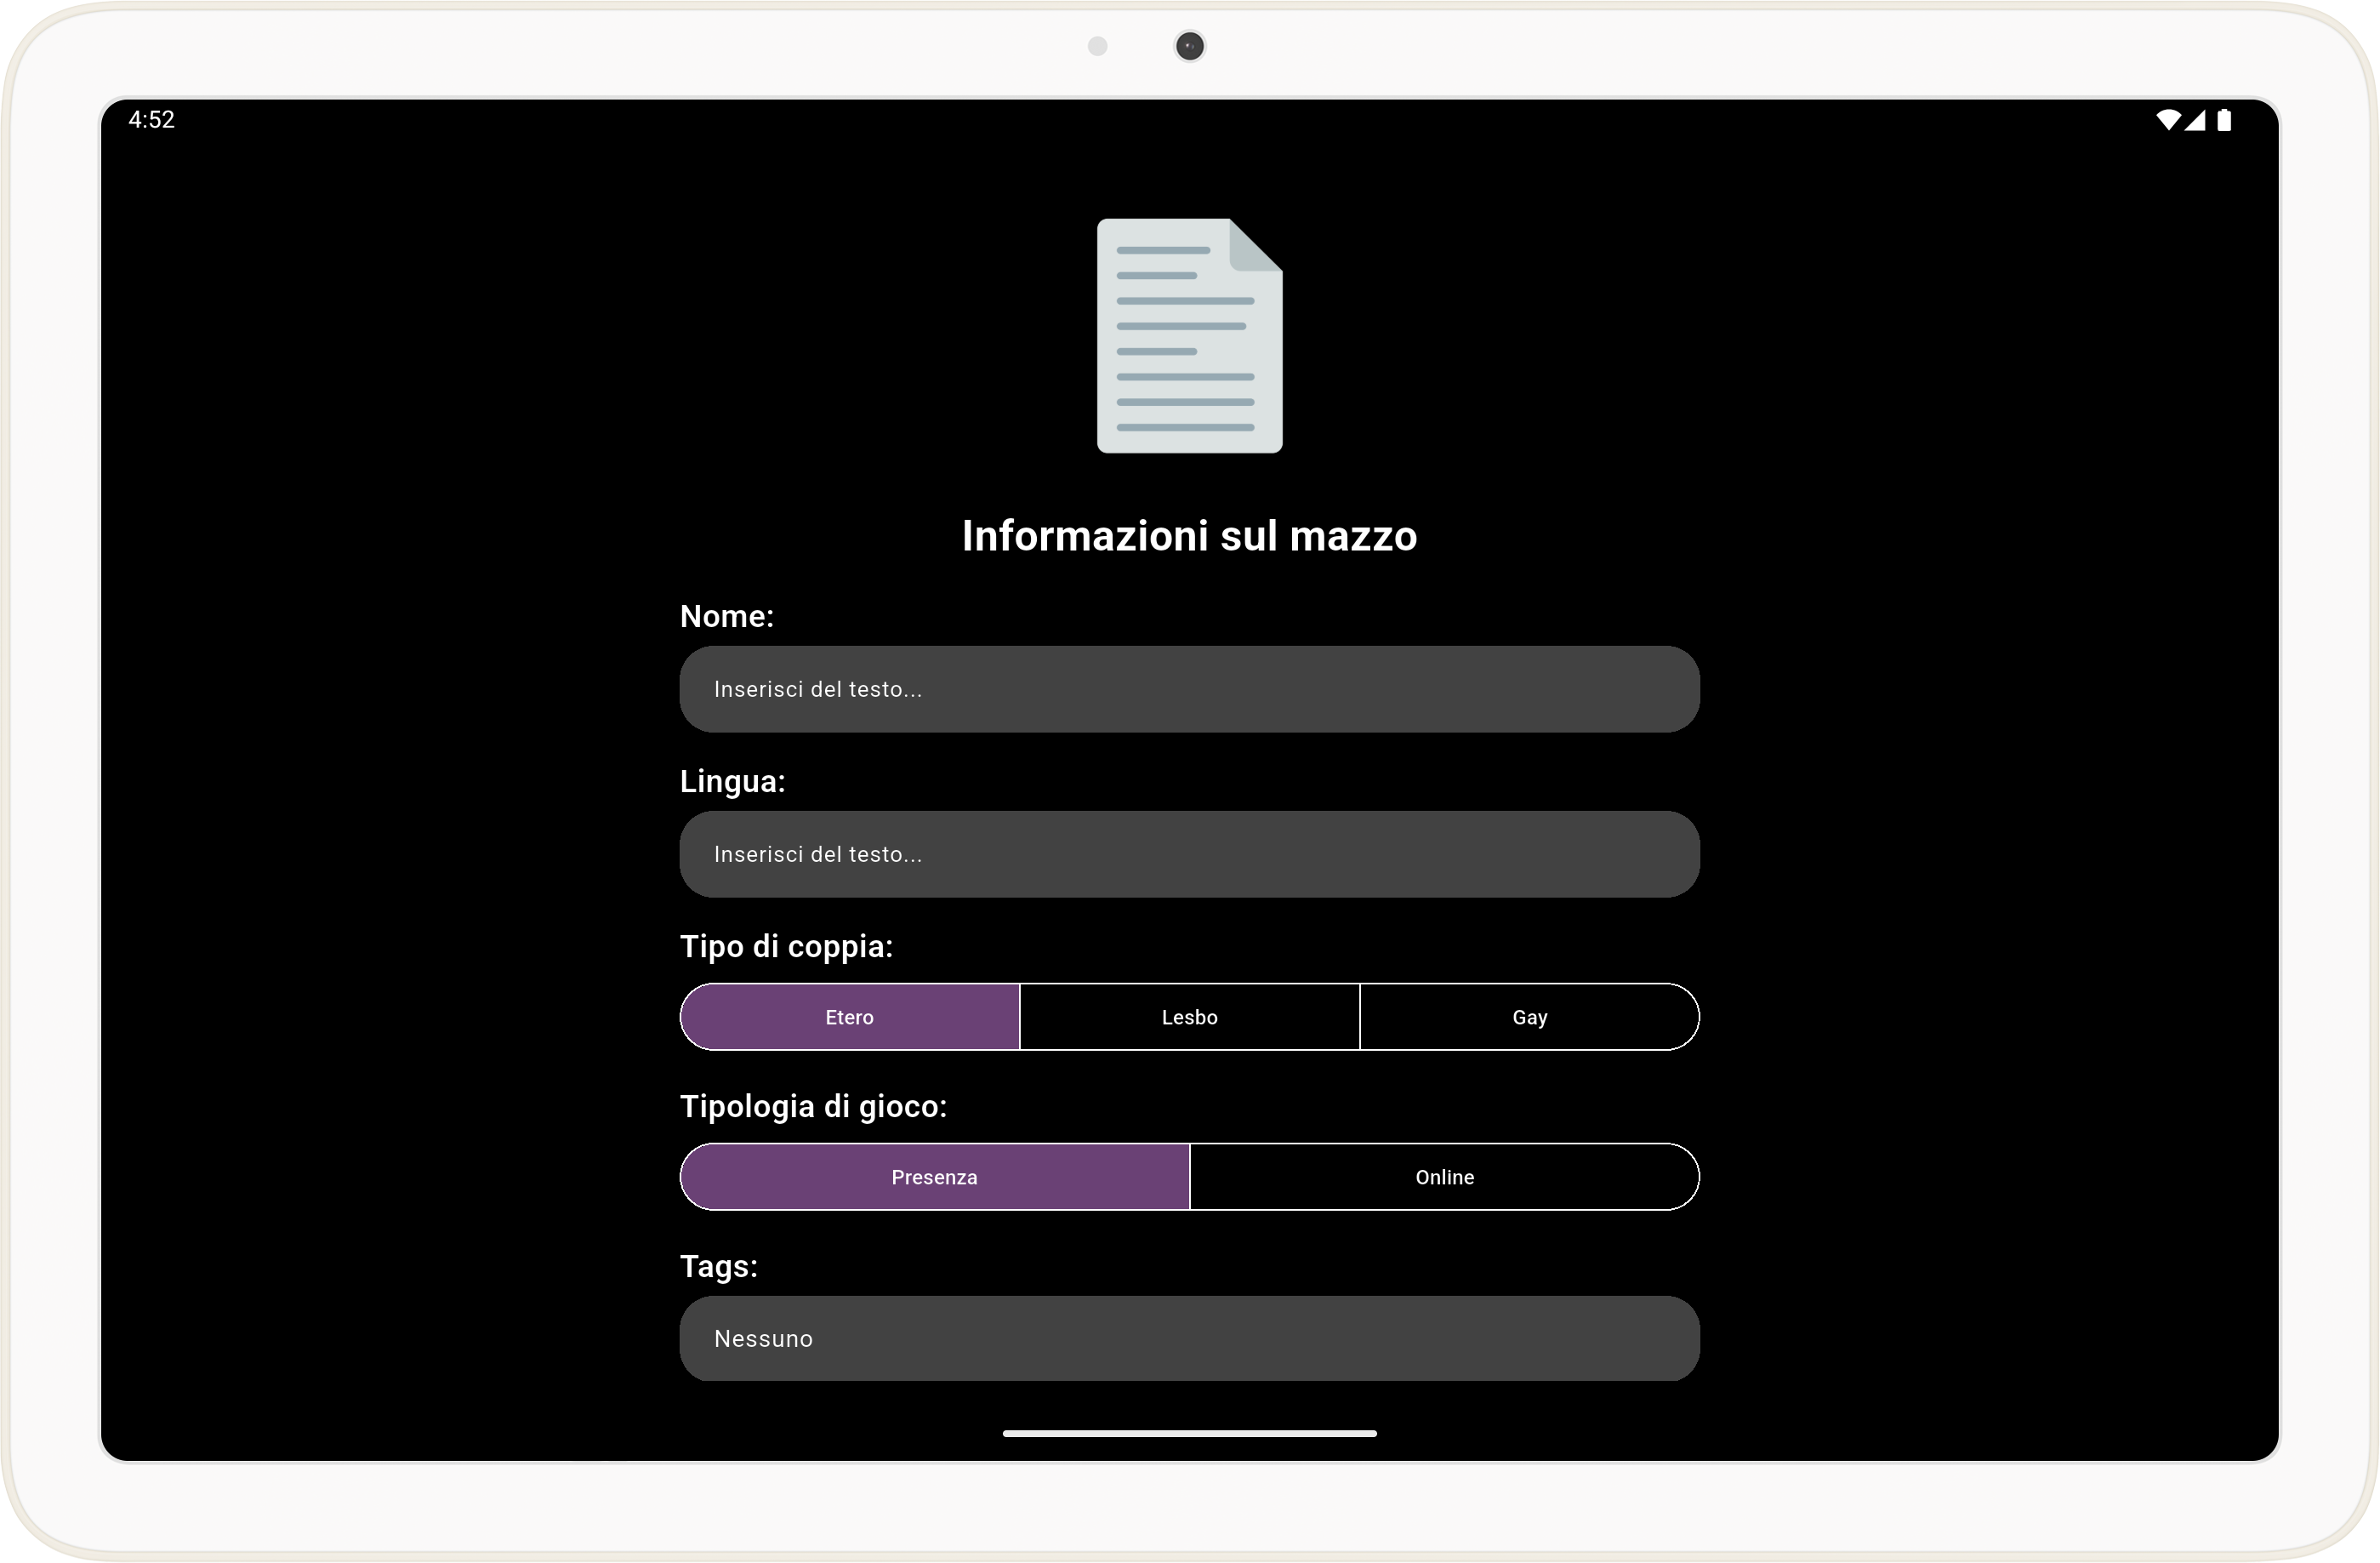 4:52
Informazioni sul mazzo
Nome:
Inserisci del testo...
Lingua:
Inserisci del testo...
Tipo di coppia:
Etero
Lesbo
Gay
Tipologia di gioco:
Presenza
Online
Tags:
Nessuno